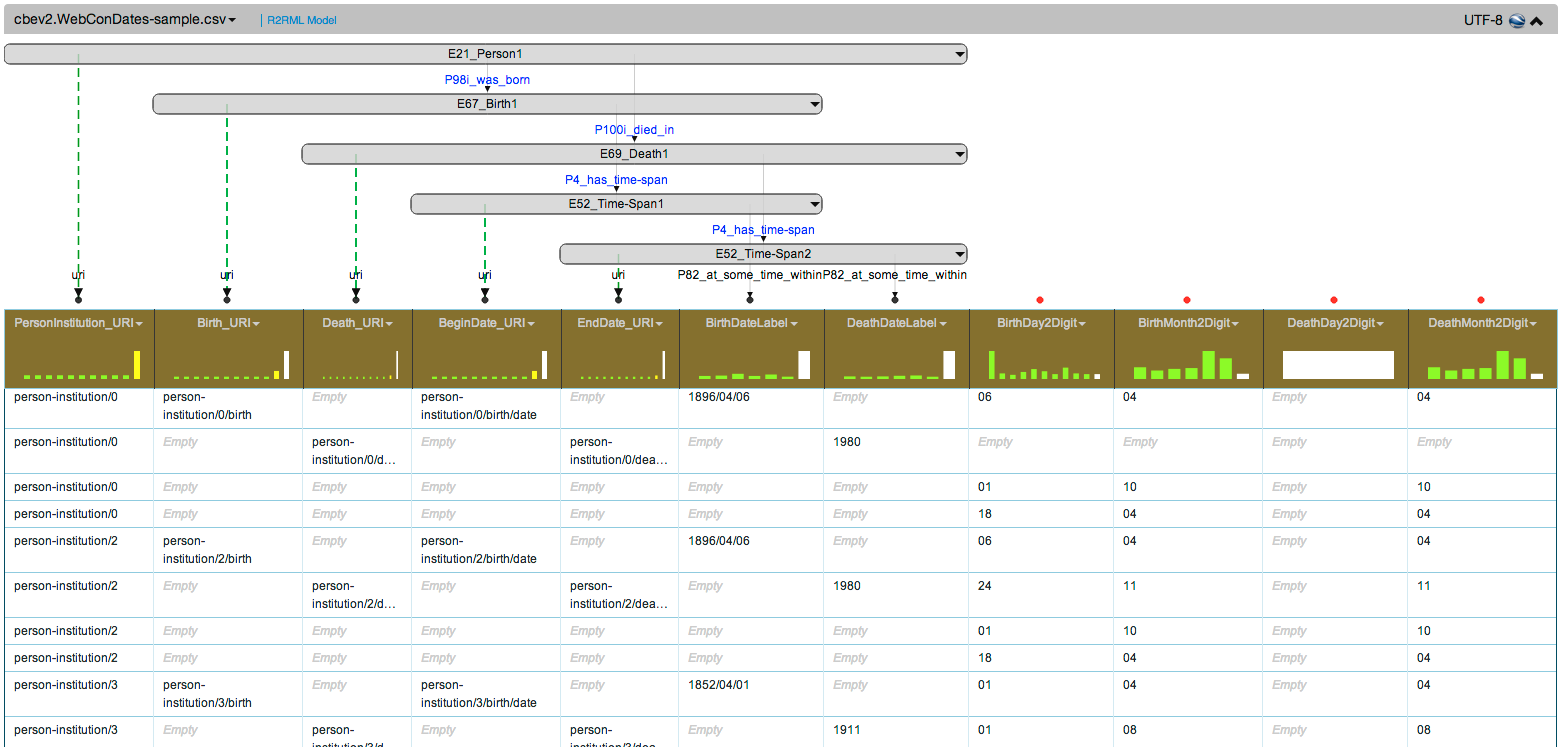 cbev2.WebConDates-sample.csv R2RML Model UTF-8
E21_Person1
P98i_was_born
E67_Birth1
P100i_died_in
E69_Death1
P4_has_time-span
E52_Time-Span1
P4_has_time-span
E52_Time-Span2
uri uri uri uri uri P82_at_some_time_within P82_at_some_time_within
PersonInstitution_URI Birth_URI Death_URI BeginDate_URI EndDate_URI BirthDateLabel DeathDateLabel BirthDay2Digit BirthMonth2Digit DeathDay2Digit DeathMonth2Digit
person-institution/0 person- Empty person- Empty 1896/04/06 Empty 06 04 Empty 04
institution/0/birth institution/0/birth/date
person-institution/0 Empty person- Empty person- Empty 1980 Empty Empty Empty Empty
institution/0/d... institution/0/dea...
person-institution/0 Empty Empty Empty Empty Empty Empty 01 10 Empty 10
person-institution/0 Empty Empty Empty Empty Empty Empty 18 04 Empty 04
person-institution/2 person- Empty person- Empty 1896/04/06 Empty 06 04 Empty 04
institution/2/birth institution/2/birth/date
person-institution/2 Empty person- Empty person- Empty 1980 24 11 Empty 11
institution/2/d... institution/2/dea...
person-institution/2 Empty Empty Empty Empty Empty Empty 01 10 Empty 10
person-institution/2 Empty Empty Empty Empty Empty Empty 18 04 Empty 04
person-institution/3 person- Empty person- Empty 1852/04/01 Empty 01 04 Empty 04
institution/3/birth institution/3/birth/date
person-institution/3 Empty person- Empty person- Empty 1911 01 08 Empty 08
institution/3/d... institution/3/dea...